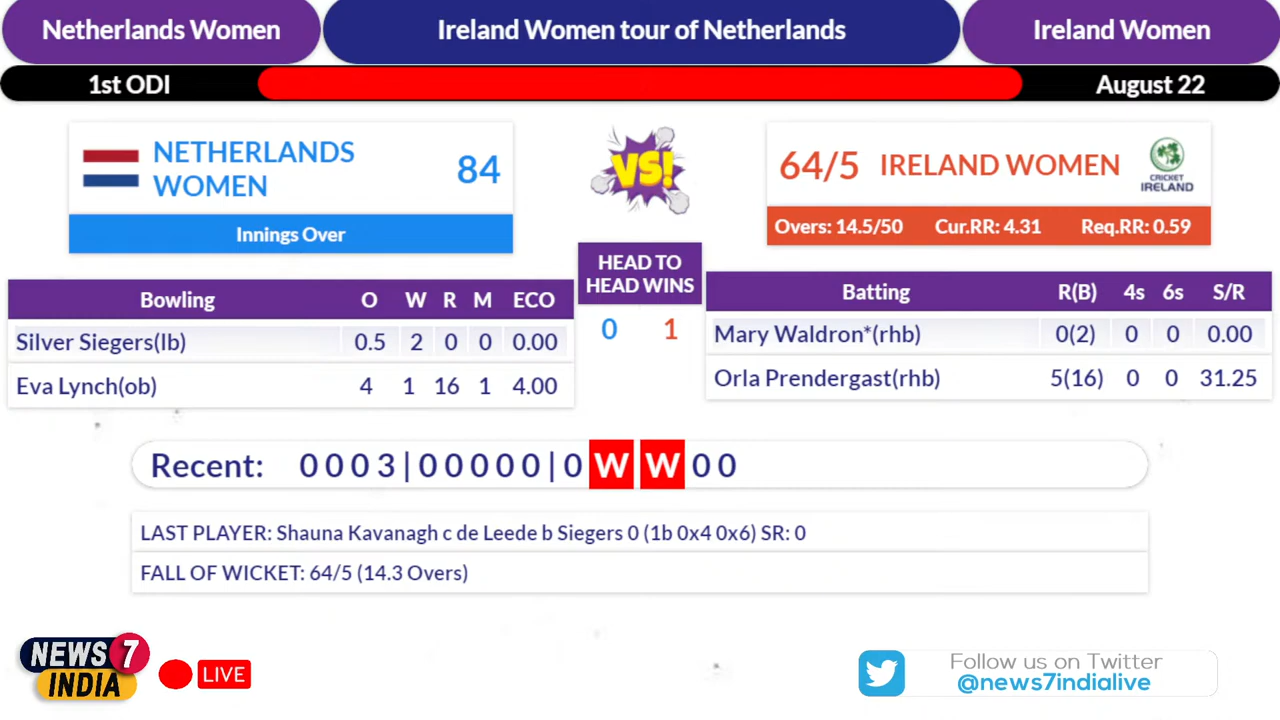 Netherlands Women
Ireland Women tour of Netherlands
Ireland Women
1st ODI
August 22
NETHERLANDS
WOMEN
84
Innings Over
VS!
64/5 IRELAND WOMEN
CRICKET
IRELAND
Overs: 14.5/50 Cur.RR: 4.31 Req.RR: 0.59
Bowling O W R M ECO
Silver Siegers(lb) 0.5 2 0 0 0.00
Eva Lynch(ob) 4 1 16 1 4.00
HEAD TO
HEAD WINS
0 1
Batting R(B) 4s 6s S/R
Mary Waldron*(rhb) 0(2) 0 0 0.00
Orla Prendergast(rhb) 5(16) 0 0 31.25
Recent: 0 0 0 3 | 0 0 0 0 0 | 0 W W 0 0
LAST PLAYER: Shauna Kavanagh c de Leede b Siegers 0 (1b 0x4 0x6) SR: 0
FALL OF WICKET: 64/5 (14.3 Overs)
NEWS 7
INDIA
LIVE
Follow us on Twitter
@news7indialive